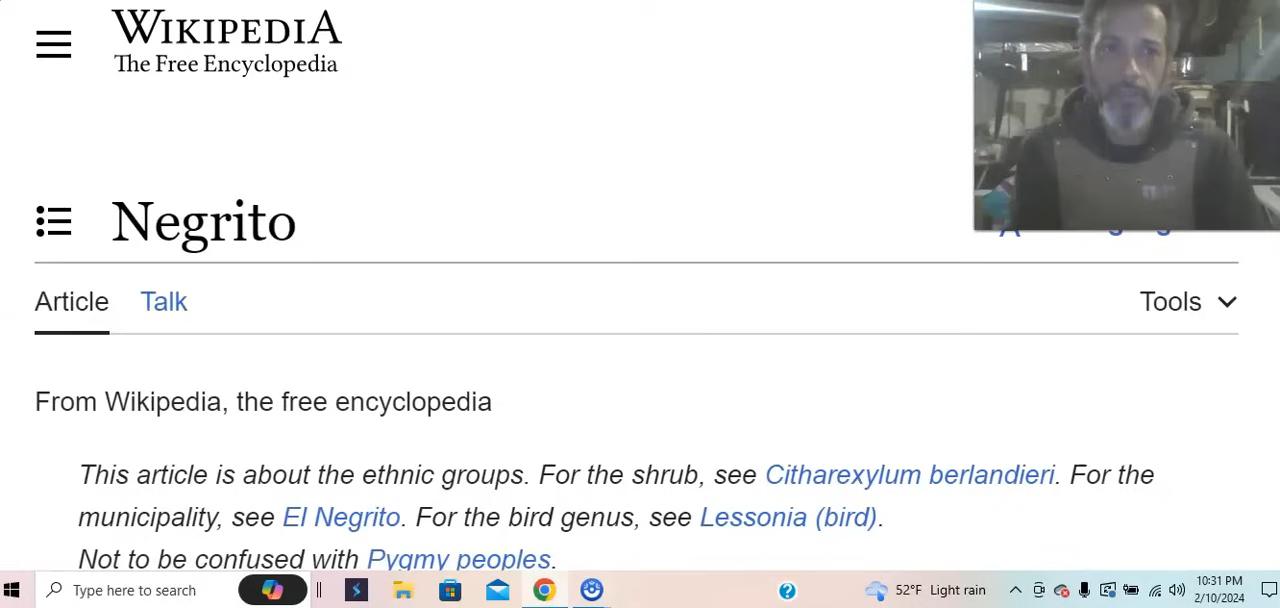 WIKIPEDIA
The Free Encyclopedia
Negrito
Article Talk
Tools
From Wikipedia, the free encyclopedia
This article is about the ethnic groups. For the shrub, see Citharexylum berlandieri. For the
municipality, see El Negrito. For the bird genus, see Lessonia (bird).
Not to be confused with Pygmy peoples.
Type here to search
52°F Light rain
10:31 PM
2/10/2024